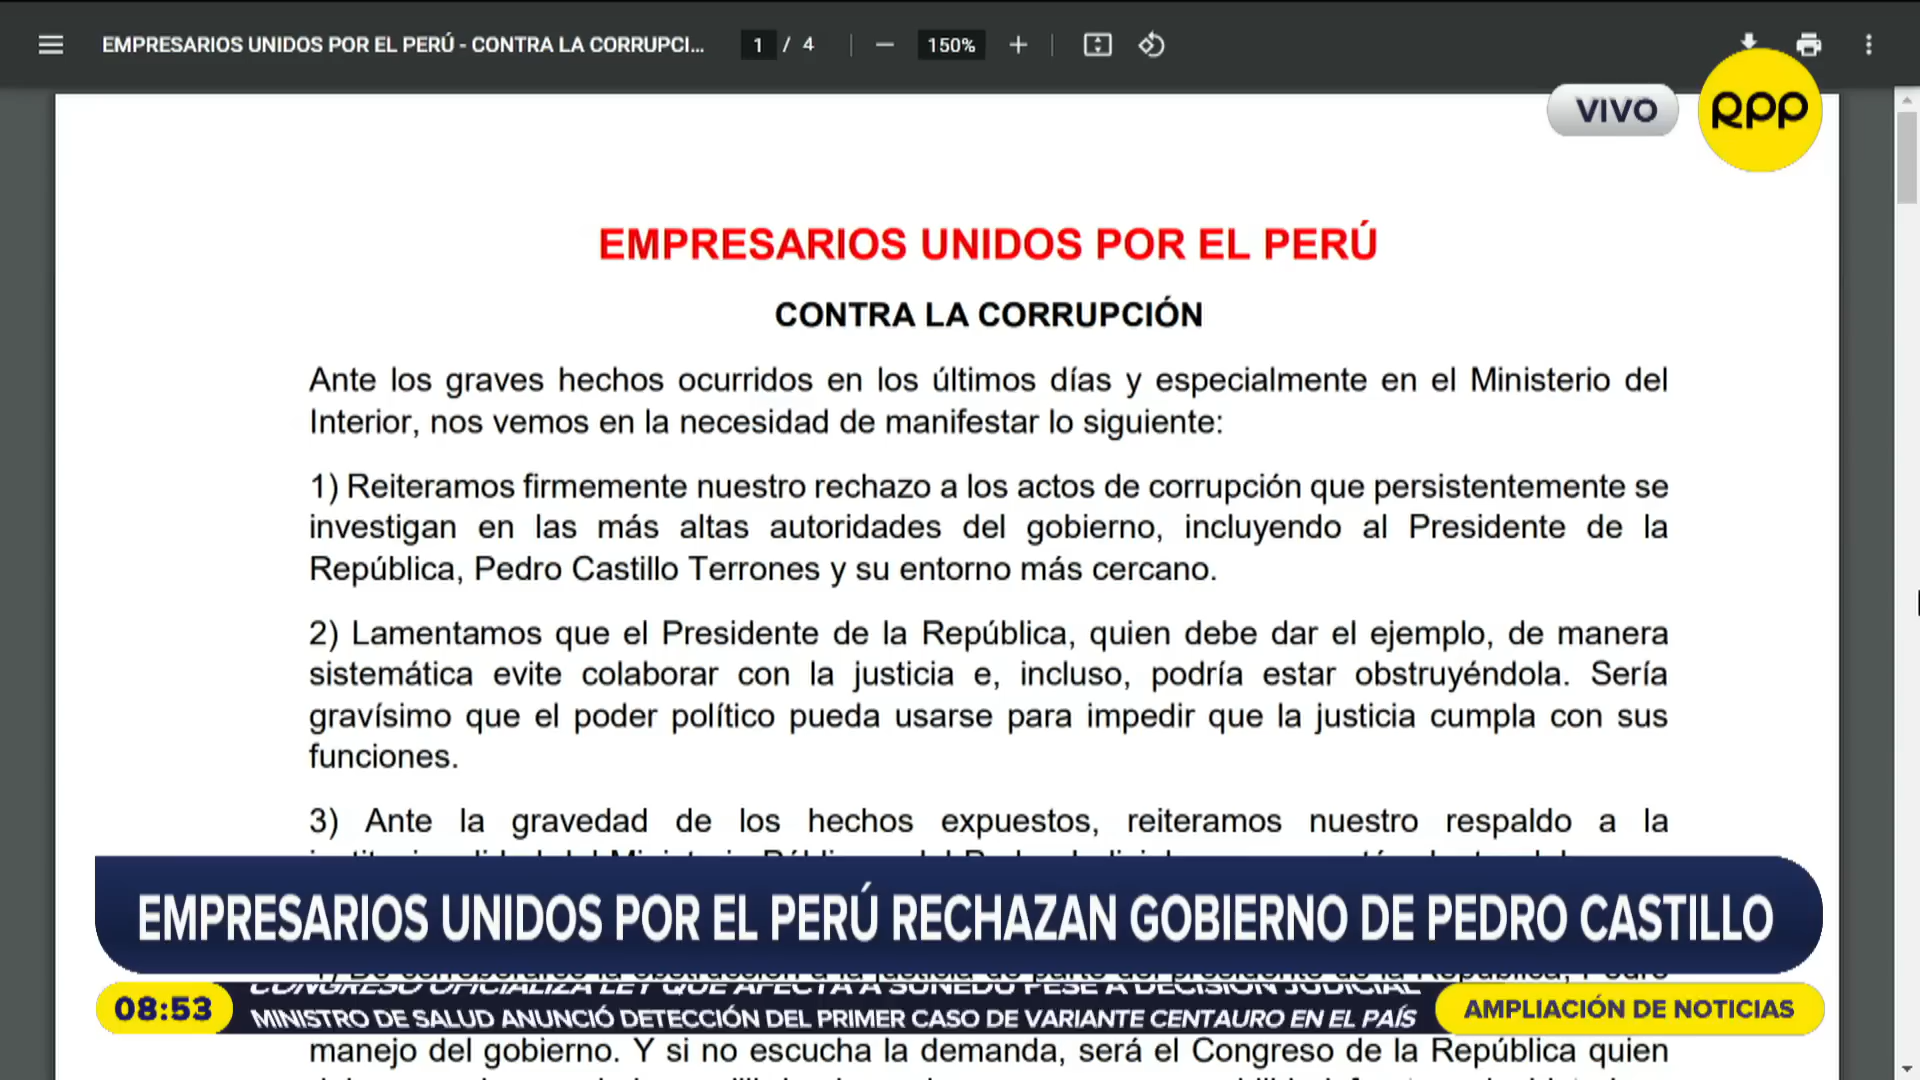 EMPRESARIOS UNIDOS POR EL PERÚ - CONTRA LA CORRUPCI...
1 / 4
150%
VIVO
RPP
EMPRESARIOS UNIDOS POR EL PERÚ
CONTRA LA CORRUPCIÓN
Ante los graves hechos ocurridos en los últimos días y especialmente en el Ministerio del
Interior, nos vemos en la necesidad de manifestar lo siguiente:
1) Reiteramos firmemente nuestro rechazo a los actos de corrupción que persistentemente se
investigan en las más altas autoridades del gobierno, incluyendo al Presidente de la
República, Pedro Castillo Terrones y su entorno más cercano.
2) Lamentamos que el Presidente de la República, quien debe dar el ejemplo, de manera
sistemática evite colaborar con la justicia e, incluso, podría estar obstruyéndola. Sería
gravísimo que el poder político pueda usarse para impedir que la justicia cumpla con sus
funciones.
3) Ante la gravedad de los hechos expuestos, reiteramos nuestro respaldo a la
EMPRESARIOS UNIDOS POR EL PERÚ RECHAZAN GOBIERNO DE PEDRO CASTILLO
CONGRESO OFICIALIZA LEY QUE AFECTA A SUNEDU PESE A DECISIÓN JUDICIAL
08:53
MINISTRO DE SALUD ANUNCIÓ DETECCIÓN DEL PRIMER CASO DE VARIANTE CENTAURO EN EL PAÍS
AMPLIACIÓN DE NOTICIAS
manejo del gobierno. Y si no escucha la demanda, será el Congreso de la República quien